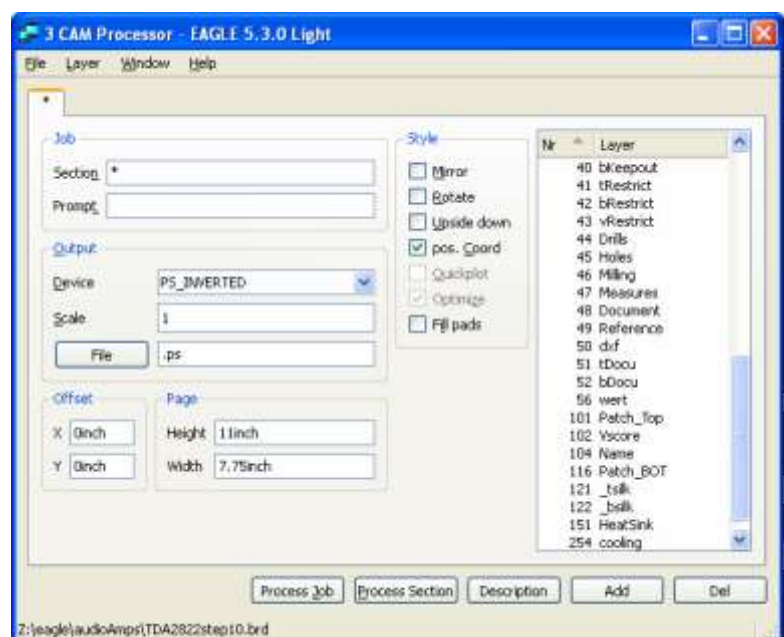 3 CAM Processor - EAGLE 5.3.0 Light
File Layer Window Help
*
Job
Section *
Prompt
Output
Device PS_INVERTED
Scale 1
File .ps
Offset
X 0inch
Y 0inch
Page
Height 11inch
Width 7.75inch
Style
Mirror
Rotate
Upside down
pos. Coord
Quickplot
Optimize
Fill pads
Nr Layer
40 bKeepout
41 tRestrict
42 bRestrict
43 vRestrict
44 Drills
45 Holes
46 Milling
47 Measures
48 Document
49 Reference
50 dxf
51 tDocu
52 bDocu
56 wert
101 Patch_Top
102 Vscore
104 Name
116 Patch_BOT
121 _tsilk
122 _bsilk
151 HeatSink
254 cooling
Process Job Process Section Description Add Del
Z:\eagle\audioAmps\TDA2822step10.brd